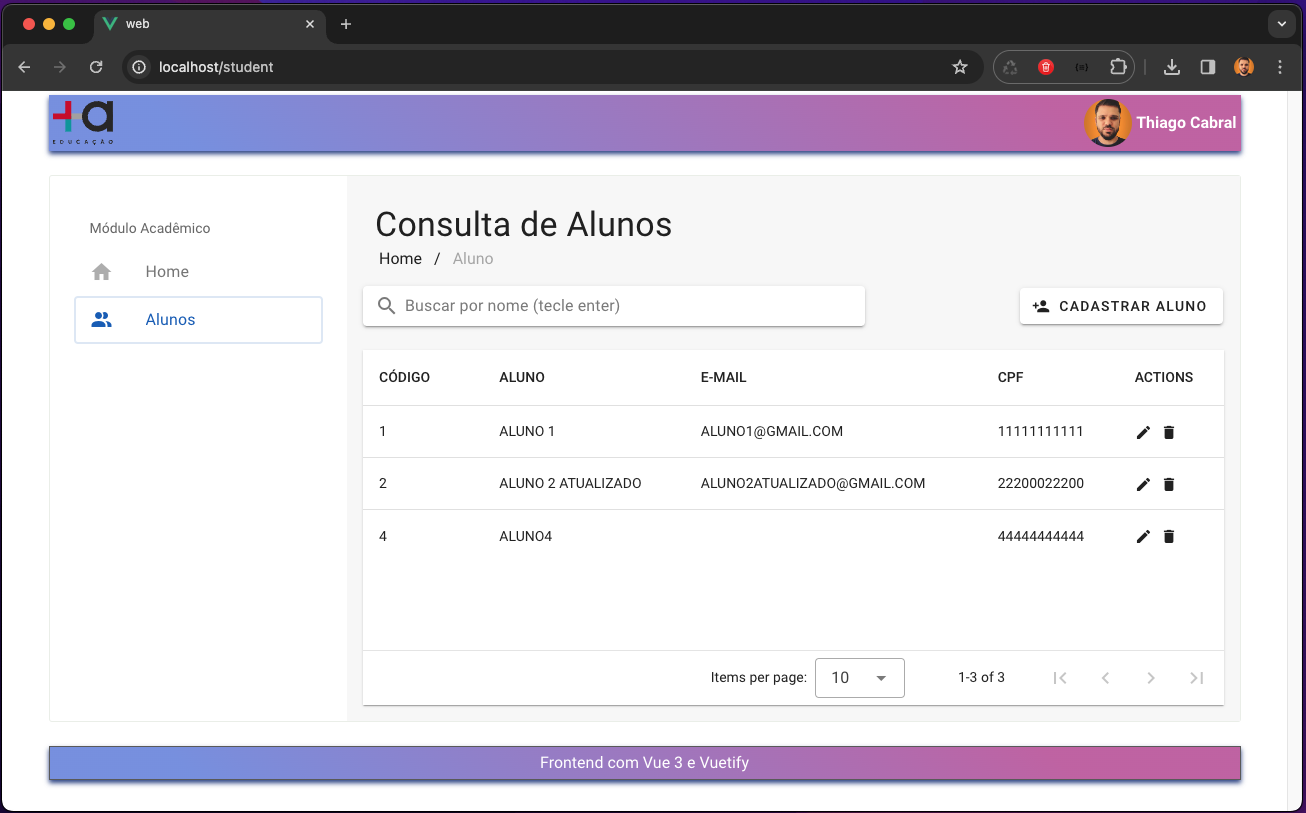 web
localhost/student
+a
EDUCAÇÃO
Thiago Cabral
Módulo Acadêmico
Home
Alunos
Consulta de Alunos
Home / Aluno
Buscar por nome (tecle enter)
CADASTRAR ALUNO
CÓDIGO ALUNO E-MAIL CPF ACTIONS
1 ALUNO 1 ALUNO1@GMAIL.COM 11111111111
2 ALUNO 2 ATUALIZADO ALUNO2ATUALIZADO@GMAIL.COM 22200022200
4 ALUNO4 44444444444
Items per page: 10 1-3 of 3
Frontend com Vue 3 e Vuetify